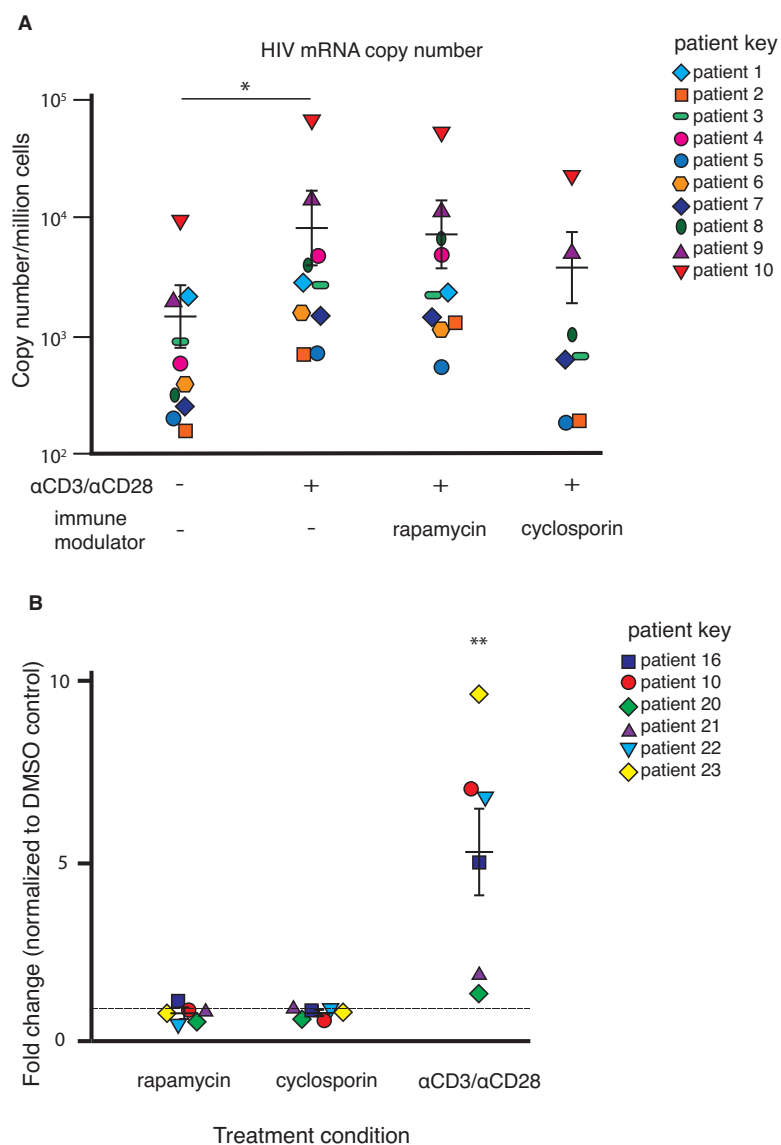 A
HIV mRNA copy number
*
10⁵
10⁴
10³
10²
Copy number/million cells
αCD3/αCD28 - + + +
immune modulator - - rapamycin cyclosporin
patient key
patient 1
patient 2
patient 3
patient 4
patient 5
patient 6
patient 7
patient 8
patient 9
patient 10
B
**
10
5
0
Fold change (normalized to DMSO control)
rapamycin cyclosporin αCD3/αCD28
Treatment condition
patient key
patient 16
patient 10
patient 20
patient 21
patient 22
patient 23